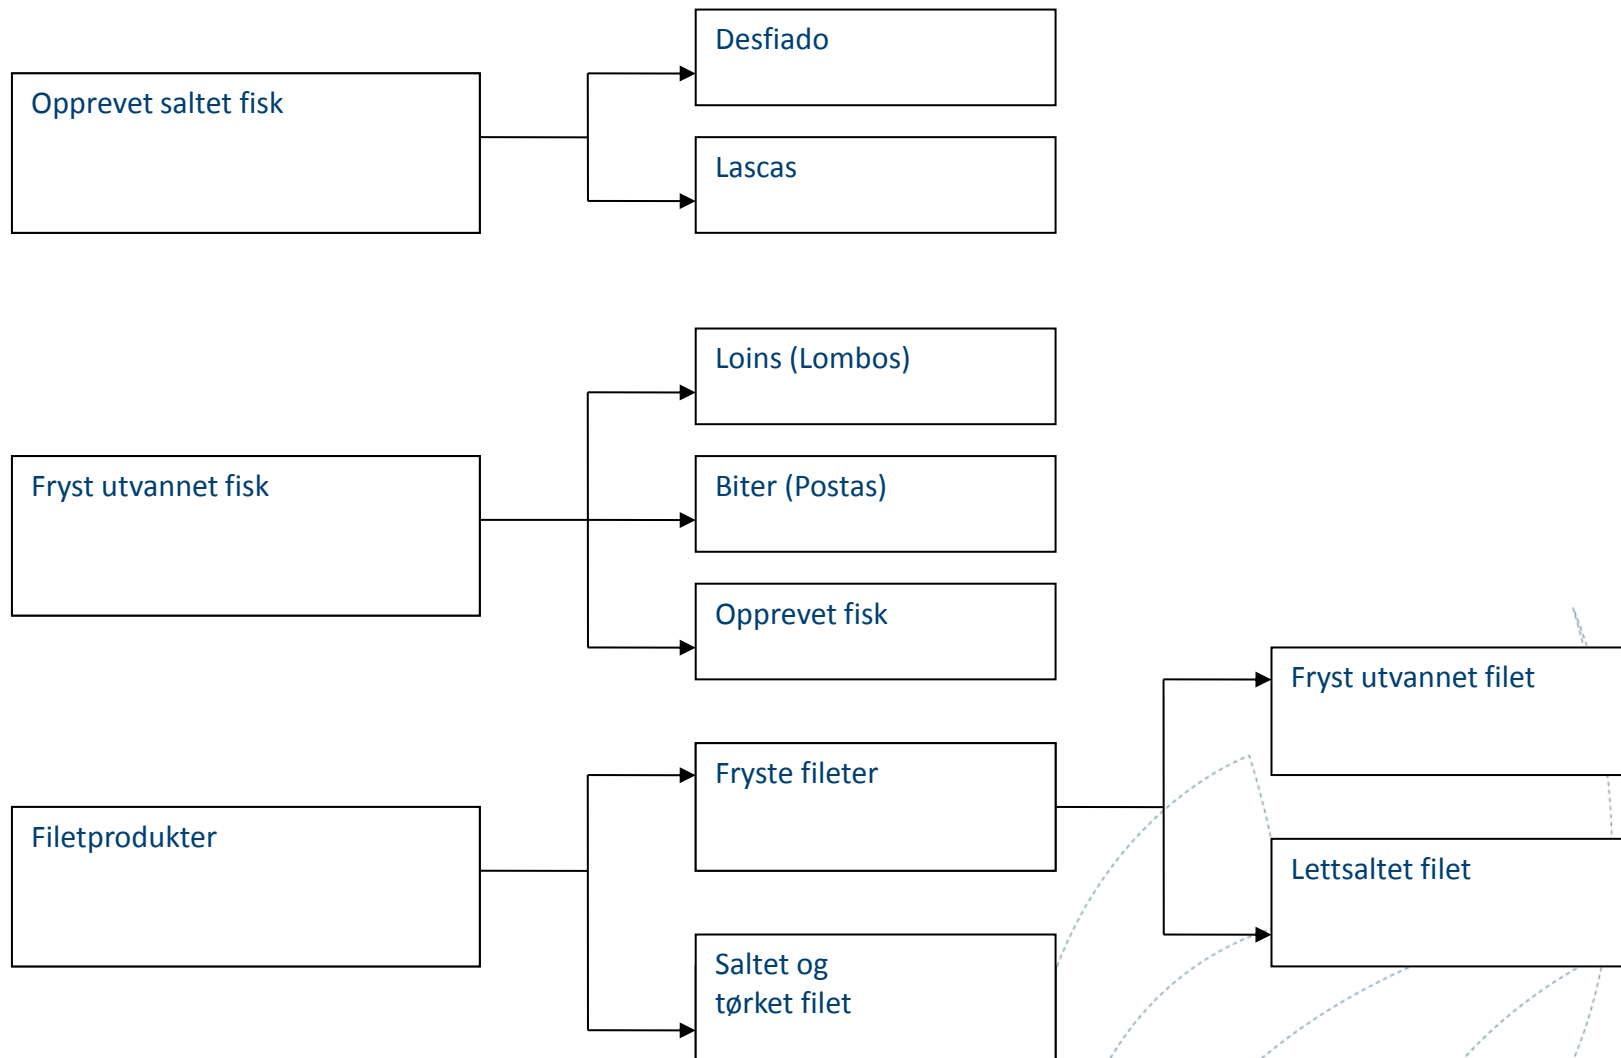 Opprevet saltet fisk
Desfiado
Lascas
Fryst utvannet fisk
Loins (Lombos)
Biter (Postas)
Opprevet fisk
Filetprodukter
Fryste fileter
Saltet og
tørket filet
Fryst utvannet filet
Lettsaltet filet